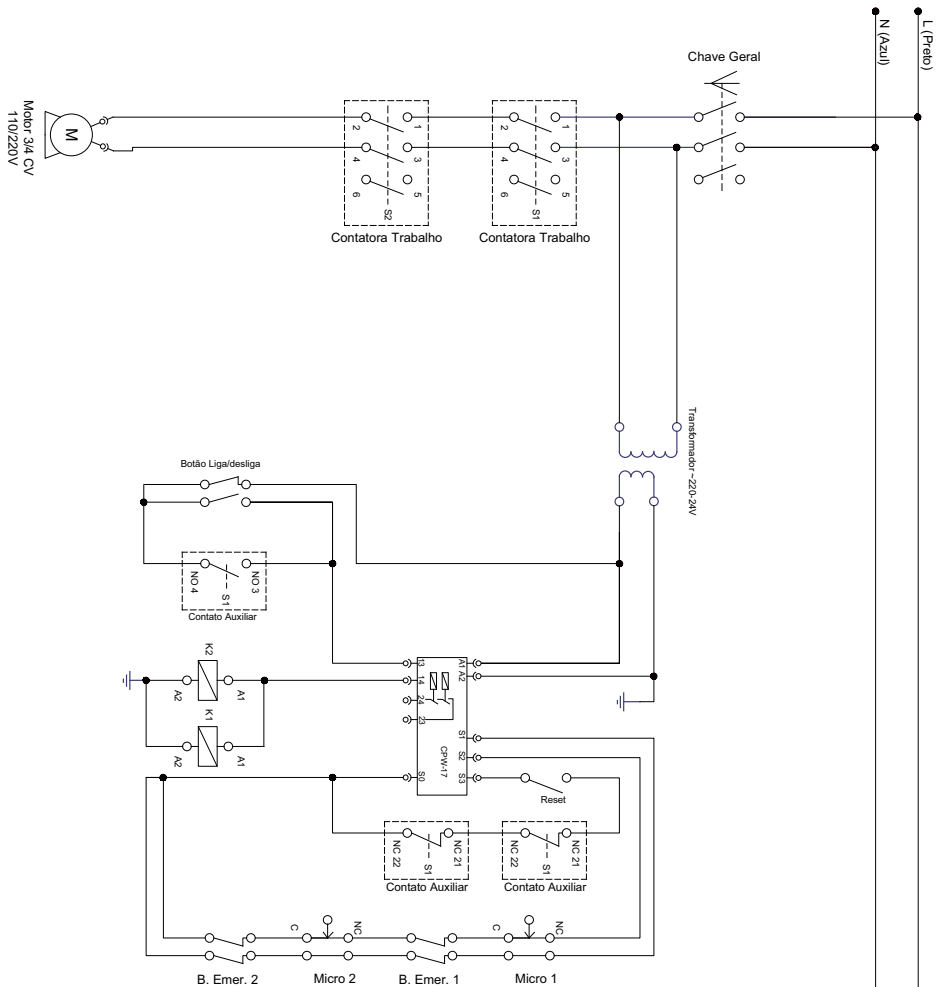 L (Preto)
N (Azul)
Chave Geral
Motor 3/4 CV
110/220V
M
1
2
3
4
5
6
S2
Contatora Trabalho
1
2
3
4
5
6
S1
Contatora Trabalho
Transformador ~220-24V
Botão Liga/desliga
NO 4
NO 3
S1
Contato Auxiliar
K2
A2
A1
K1
A2
A1
13
14
24
23
S0
A1
A2
S1
S2
S3
CPW-17
Reset
NC 22
NC 21
S1
Contato Auxiliar
NC 22
NC 21
S1
Contato Auxiliar
C
NC
C
NC
B. Emer. 2
Micro 2
B. Emer. 1
Micro 1